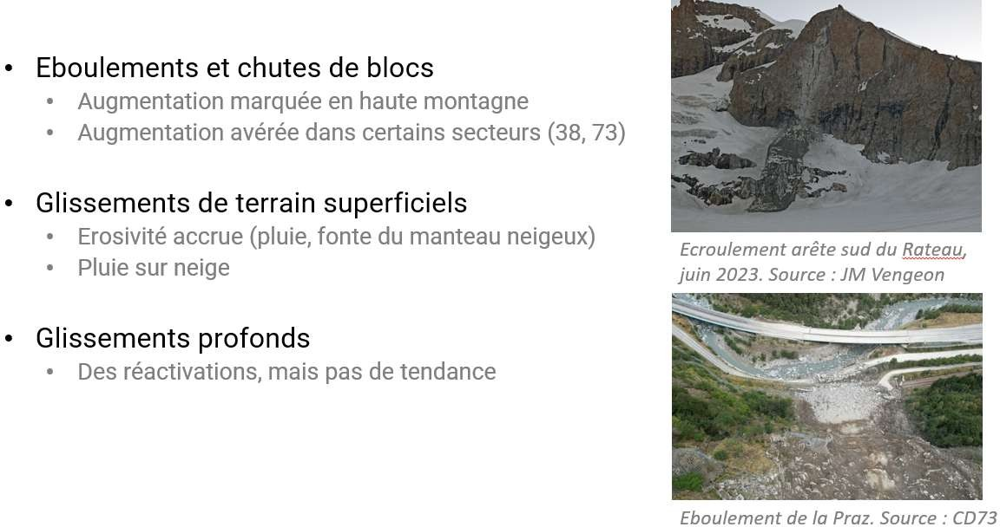 • Eboulements et chutes de blocs
• Augmentation marquée en haute montagne
• Augmentation avérée dans certains secteurs (38, 73)
• Glissements de terrain superficiels
• Erosivité accrue (pluie, fonte du manteau neigeux)
• Pluie sur neige
• Glissements profonds
• Des réactivations, mais pas de tendance
Ecroulement arête sud du Rateau,
juin 2023. Source : JM Vengeon
Eboulement de la Praz. Source : CD73